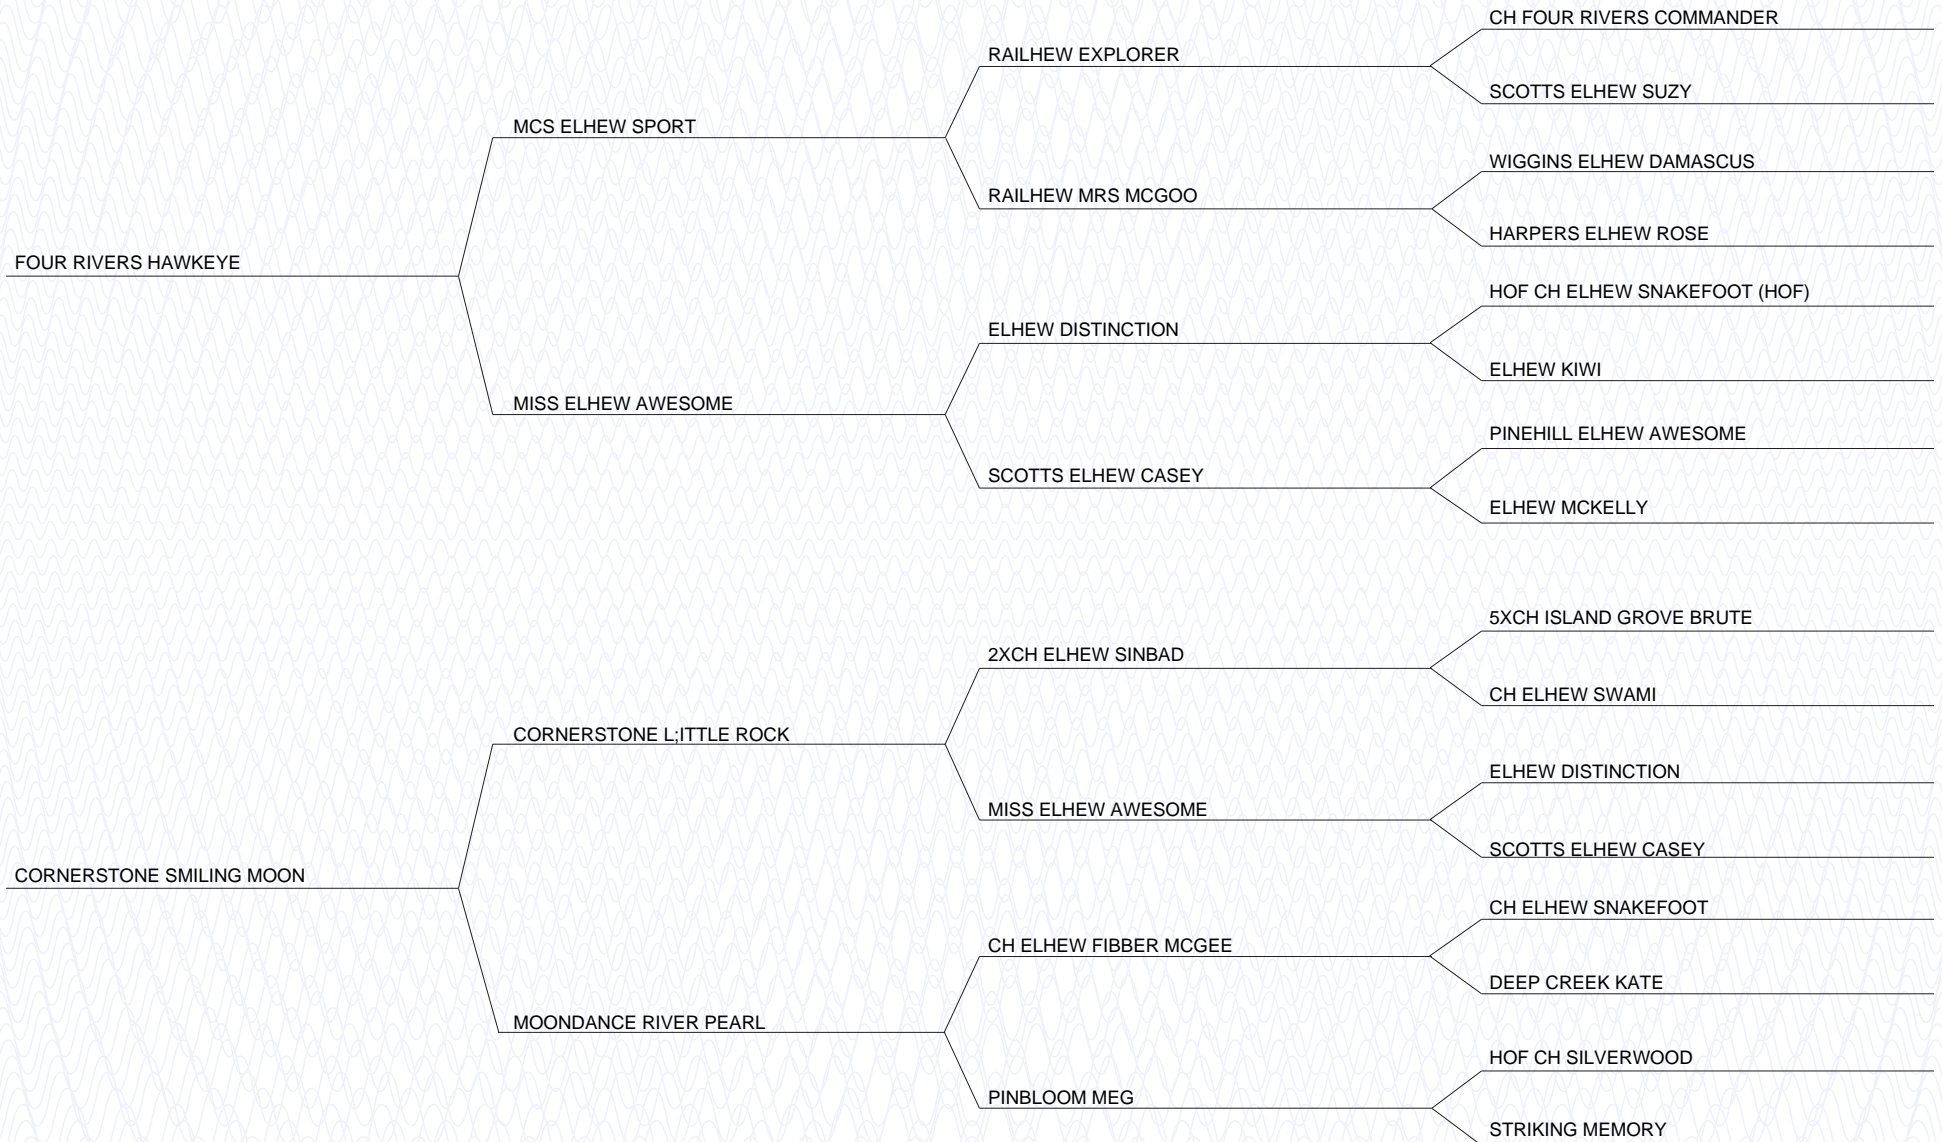 CH FOUR RIVERS COMMANDER
RAILHEW EXPLORER
SCOTTS ELHEW SUZY
MCS ELHEW SPORT
WIGGINS ELHEW DAMASCUS
RAILHEW MRS MCGOO
HARPERS ELHEW ROSE
FOUR RIVERS HAWKEYE
HOF CH ELHEW SNAKEFOOT (HOF)
ELHEW DISTINCTION
ELHEW KIWI
MISS ELHEW AWESOME
PINEHILL ELHEW AWESOME
SCOTTS ELHEW CASEY
ELHEW MCKELLY
5XCH ISLAND GROVE BRUTE
2XCH ELHEW SINBAD
CH ELHEW SWAMI
CORNERSTONE L;ITTLE ROCK
ELHEW DISTINCTION
MISS ELHEW AWESOME
SCOTTS ELHEW CASEY
CORNERSTONE SMILING MOON
CH ELHEW SNAKEFOOT
CH ELHEW FIBBER MCGEE
DEEP CREEK KATE
MOONDANCE RIVER PEARL
HOF CH SILVERWOOD
PINBLOOM MEG
STRIKING MEMORY